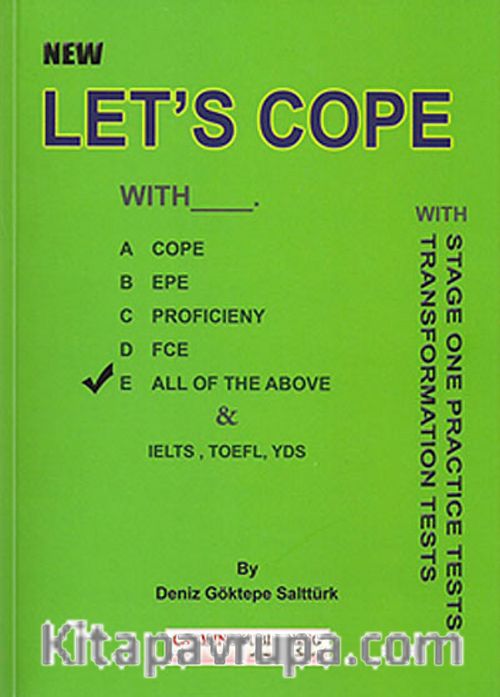 NEW
LET'S COPE
WITH____.
A COPE
B EPE
C PROFICIENY
D FCE
E ALL OF THE ABOVE
&
IELTS , TOEFL, YDS
WITH
STAGE ONE PRACTICE TESTS
TRANSFORMATION TESTS
By
Deniz Göktepe Salttürk
Kitapavrupa.com